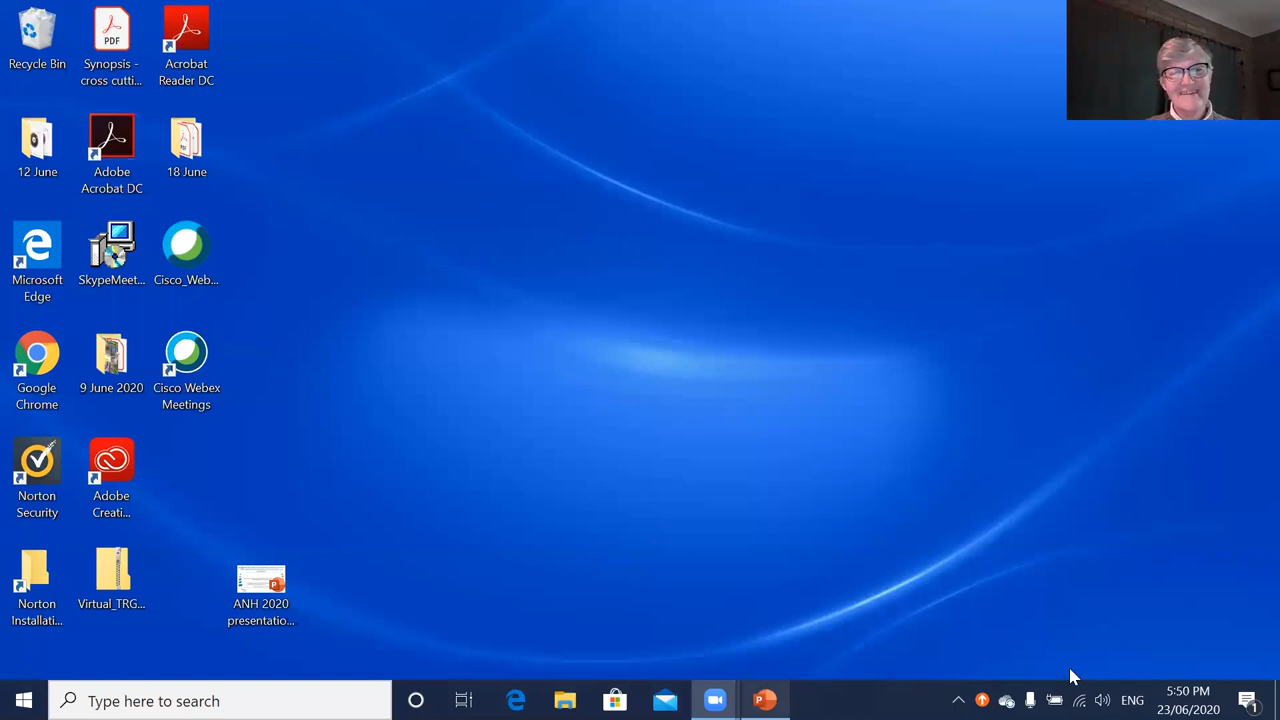 Recycle Bin
Synopsis -
cross cutti...
Acrobat
Reader DC
12 June
Adobe
Acrobat DC
18 June
Microsoft
Edge
SkypeMeet...
Cisco_Web...
Google
Chrome
9 June 2020
Cisco Webex
Meetings
Norton
Security
Adobe
Creati...
Norton
Installati...
Virtual_TRG...
ANH 2020
presentatio...
PDF
Type here to search
ENG
5:50 PM
23/06/2020
1